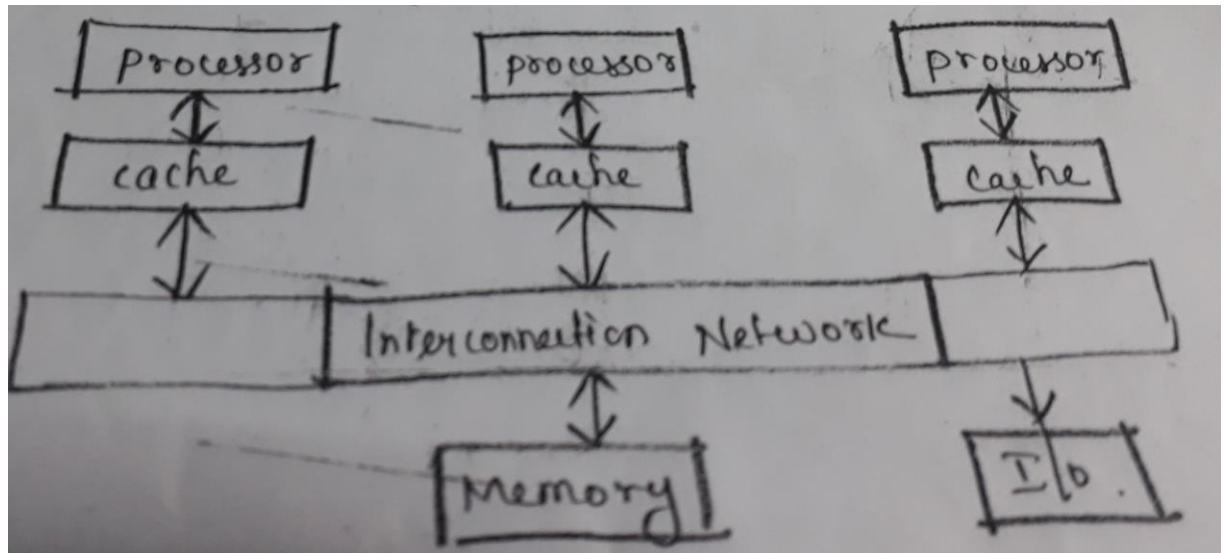 Processor processor processor
cache cache cache
Interconnection Network
Memory I/o.